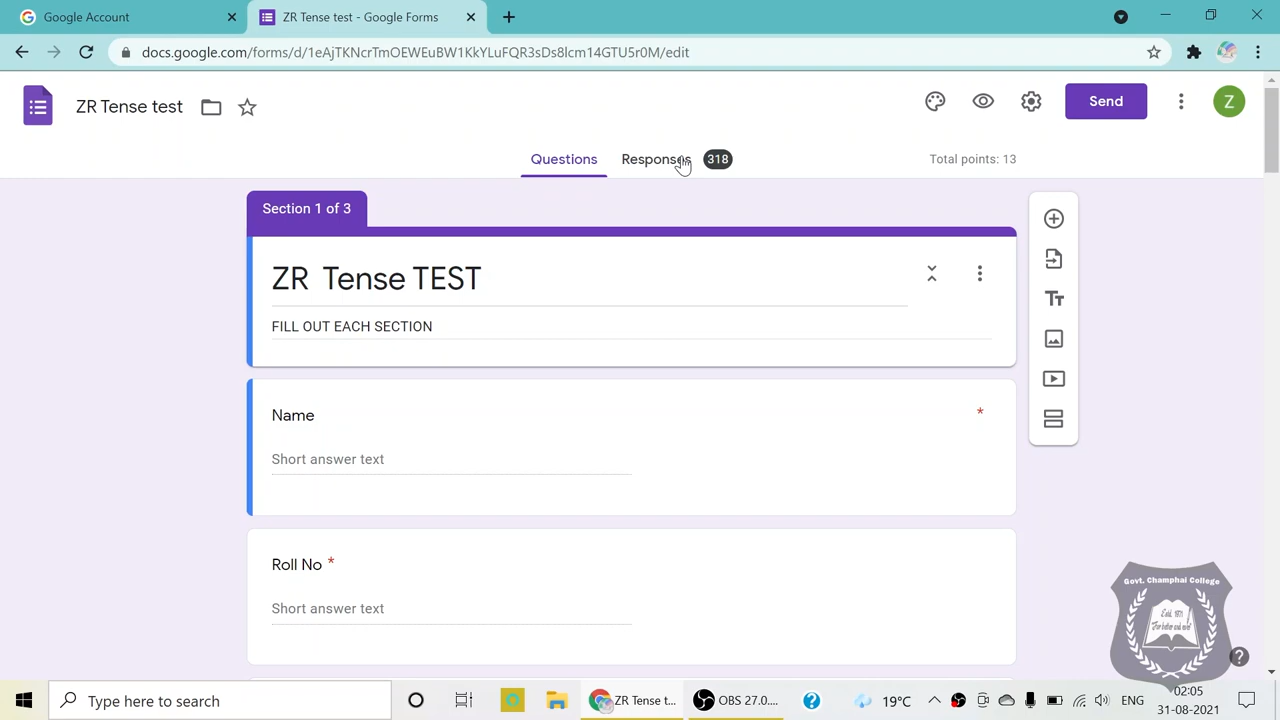 Google Account
ZR Tense test - Google Forms
docs.google.com/forms/d/1eAjTKNcrTmOEWEuBW1KkYLuFQR3sDs8lcm14GTU5r0M/edit
ZR Tense test
Send
Z
Questions
Responses
318
Total points: 13
Section 1 of 3
ZR Tense TEST
FILL OUT EACH SECTION
Name
*
Short answer text
Roll No *
Short answer text
Govt. Champhai College
Estd. 1971
Type here to search
ZR Tense t...
OBS 27.0....
19°C
ENG
02:05
31-08-2021